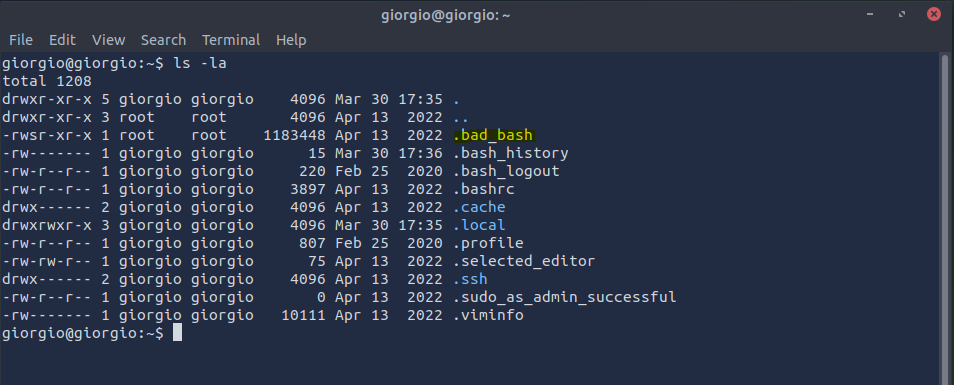 giorgio@giorgio: ~
File Edit View Search Terminal Help
giorgio@giorgio:~$ ls -la
total 1208
drwxr-xr-x 5 giorgio giorgio    4096 Mar 30 17:35 .
drwxr-xr-x 3 root    root       4096 Apr 13  2022 ..
-rwsr-xr-x 1 root    root    1183448 Apr 13  2022 .bad_bash
-rw------- 1 giorgio giorgio      15 Mar 30 17:36 .bash_history
-rw-r--r-- 1 giorgio giorgio     220 Feb 25  2020 .bash_logout
-rw-r--r-- 1 giorgio giorgio    3897 Apr 13  2022 .bashrc
drwx------ 2 giorgio giorgio    4096 Apr 13  2022 .cache
drwxrwxr-x 3 giorgio giorgio    4096 Mar 30 17:35 .local
-rw-r--r-- 1 giorgio giorgio     807 Feb 25  2020 .profile
-rw-rw-r-- 1 giorgio giorgio      75 Apr 13  2022 .selected_editor
drwx------ 2 giorgio giorgio    4096 Apr 13  2022 .ssh
-rw-r--r-- 1 giorgio giorgio       0 Apr 13  2022 .sudo_as_admin_successful
-rw------- 1 giorgio giorgio   10111 Apr 13  2022 .viminfo
giorgio@giorgio:~$